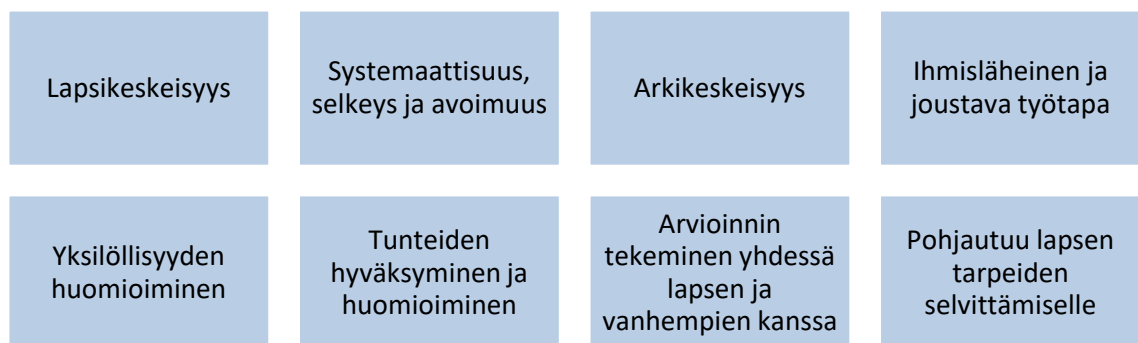 Lapsikeskeisyys
Systemaattisuus,
selkeys ja avoimuus
Arkikeskeisyys
Ihmisläheinen ja
joustava työtapa
Yksilöllisyyden
huomioiminen
Tunteiden
hyväksyminen ja
huomioiminen
Arvioinnin
tekeminen yhdessä
lapsen ja
vanhempien kanssa
Pohjautuu lapsen
tarpeiden
selvittämiselle